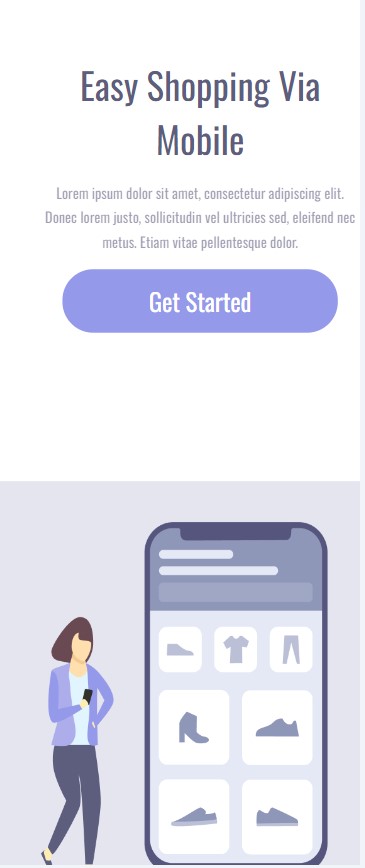 Easy Shopping Via
Mobile
Lorem ipsum dolor sit amet, consectetur adipiscing elit.
Donec lorem justo, sollicitudin vel ultricies sed, eleifend nec
metus. Etiam vitae pellentesque dolor.
Get Started